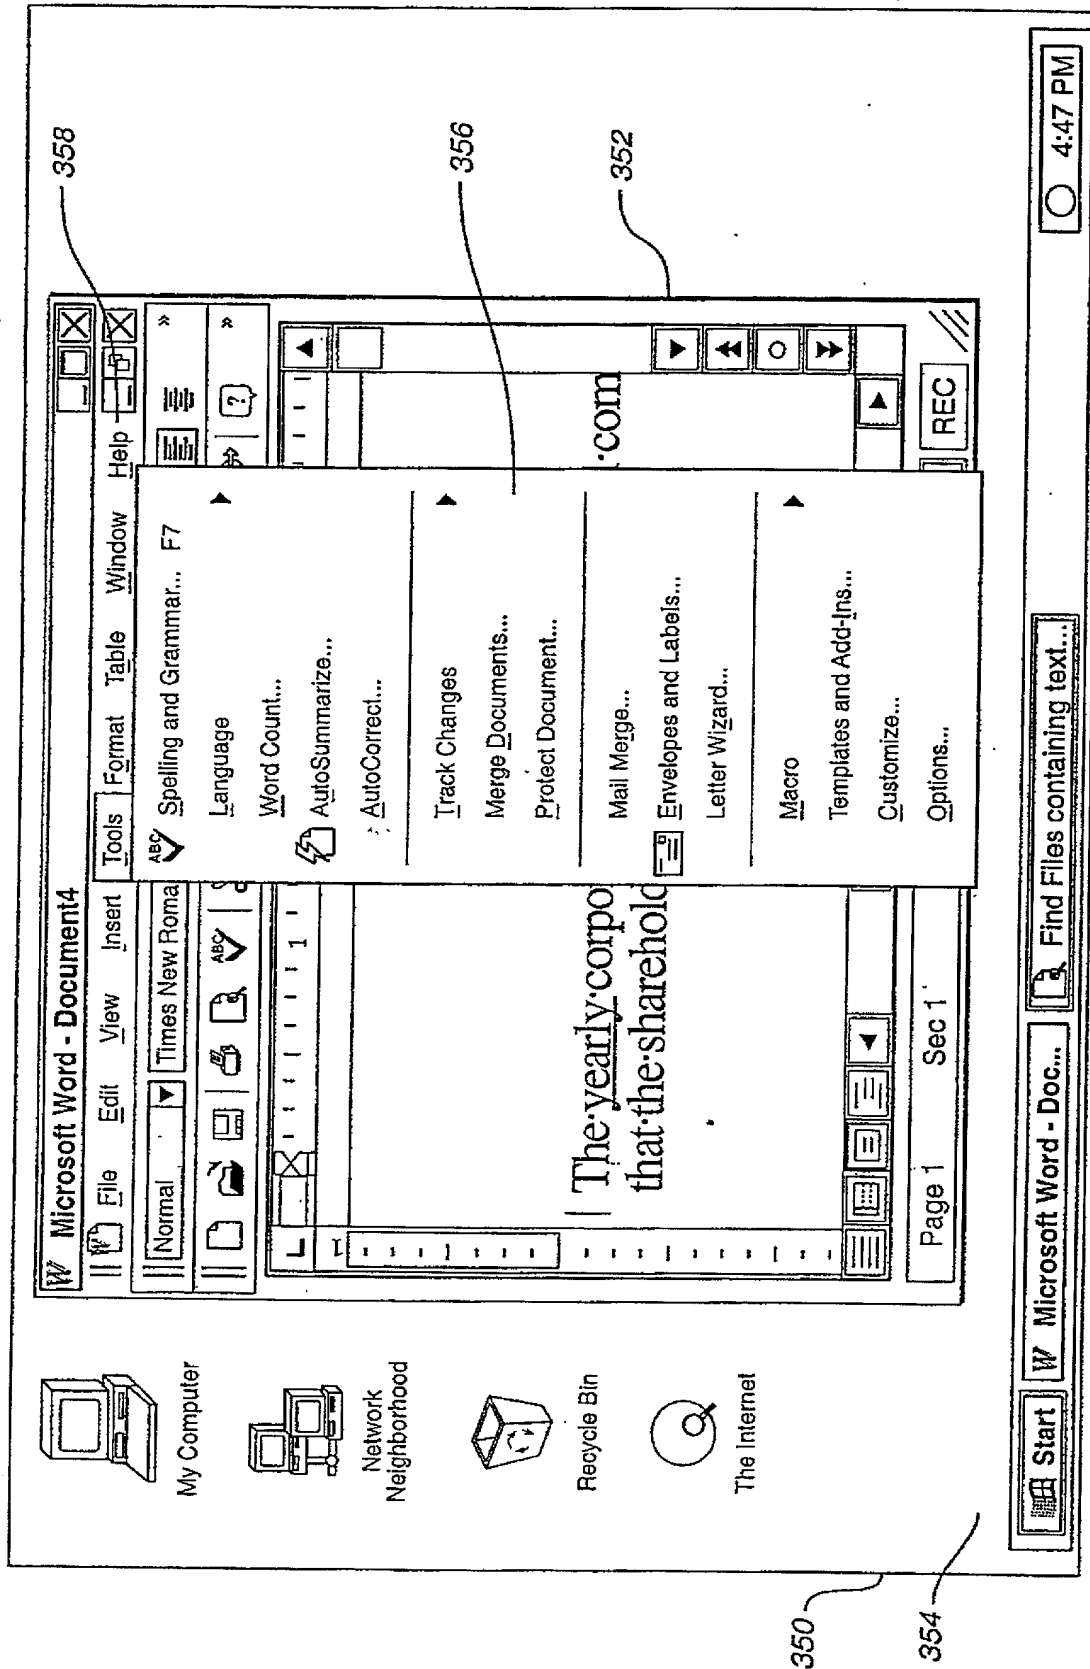 358
356
352
350
354
W Microsoft Word - Document4
File Edit View Insert Tools Format Table Window Help
Normal Times New Roma
ABC
?
1
ABC Spelling and Grammar... F7
Language
Word Count...
AutoSummarize...
AutoCorrect...
Track Changes
Merge Documents...
Protect Document...
Mail Merge...
Envelopes and Labels...
Letter Wizard...
Macro
Templates and Add-Ins...
Customize...
Options...
The·yearly·corpo
·com
that·the·sharehold
Page 1 Sec 1
REC
My Computer
Network
Neighborhood
Recycle Bin
The Internet
Start W Microsoft Word - Doc... Find Files containing text... 4:47 PM